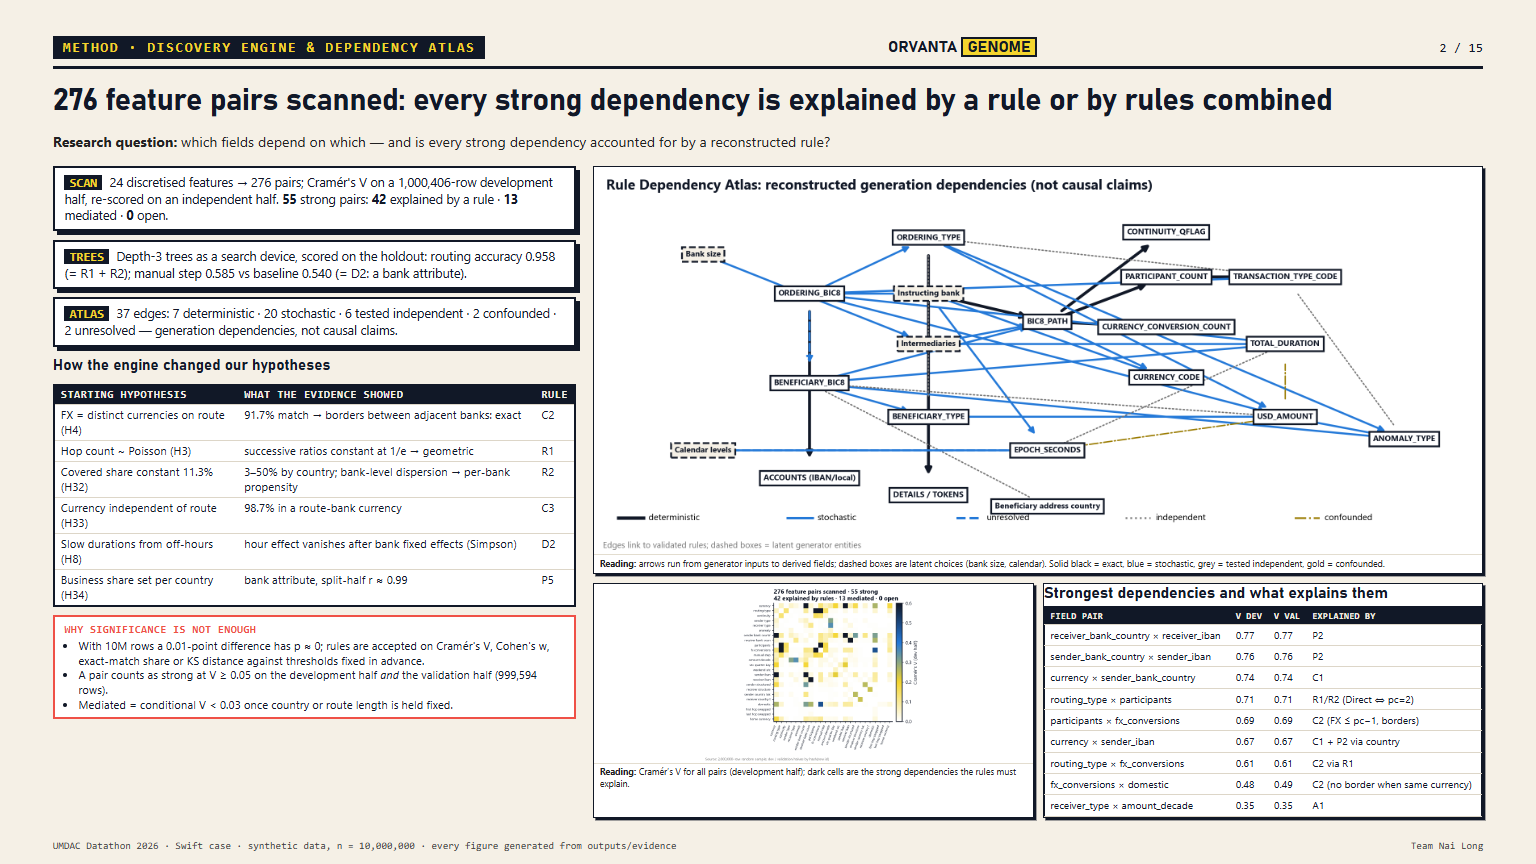 METHOD · DISCOVERY ENGINE & DEPENDENCY ATLAS
ORVANTA GENOME
2 / 15
276 feature pairs scanned: every strong dependency is explained by a rule or by rules combined
Research question: which fields depend on which — and is every strong dependency accounted for by a reconstructed rule?
SCAN 24 discretised features → 276 pairs; Cramér's V on a 1,000,406-row development
half, re-scored on an independent half. 55 strong pairs: 42 explained by a rule · 13
mediated · 0 open.
TREES Depth-3 trees as a search device, scored on the holdout: routing accuracy 0.958
(= R1 + R2); manual step 0.585 vs baseline 0.540 (= D2: a bank attribute).
ATLAS 37 edges: 7 deterministic · 20 stochastic · 6 tested independent · 2 confounded ·
2 unresolved — generation dependencies, not causal claims.
How the engine changed our hypotheses
STARTING HYPOTHESIS WHAT THE EVIDENCE SHOWED RULE
FX = distinct currencies on route 91.7% match → borders between adjacent banks: exact C2
(H4)
Hop count ~ Poisson (H3) successive ratios constant at 1/e → geometric R1
Covered share constant 11.3% 3–50% by country; bank-level dispersion → per-bank R2
(H32) propensity
Currency independent of route 98.7% in a route-bank currency C3
(H33)
Slow durations from off-hours hour effect vanishes after bank fixed effects (Simpson) D2
(H8)
Business share set per country bank attribute, split-half r ≈ 0.99 P5
(H34)
WHY SIGNIFICANCE IS NOT ENOUGH
• With 10M rows a 0.01-point difference has p ≈ 0; rules are accepted on Cramér's V, Cohen's w,
exact-match share or KS distance against thresholds fixed in advance.
• A pair counts as strong at V ≥ 0.05 on the development half and the validation half (999,594
rows).
• Mediated = conditional V < 0.03 once country or route length is held fixed.
Rule Dependency Atlas: reconstructed generation dependencies (not causal claims)
CONTINUITY_QFLAG
ORDERING_TYPE
Bank size
PARTICIPANT_COUNT
TRANSACTION_TYPE_CODE
ORDERING_BIC8
Instructing bank
BIC8_PATH
CURRENCY_CONVERSION_COUNT
Intermediaries
TOTAL_DURATION
CURRENCY_CODE
BENEFICIARY_BIC8
BENEFICIARY_TYPE
USD_AMOUNT
ANOMALY_TYPE
Calendar levels
EPOCH_SECONDS
ACCOUNTS (IBAN/local)
DETAILS / TOKENS
Beneficiary address country
deterministic stochastic unresolved independent confounded
Edges link to validated rules; dashed boxes = latent generator entities
Reading: arrows run from generator inputs to derived fields; dashed boxes are latent choices (bank size, calendar). Solid black = exact, blue = stochastic, grey = tested independent, gold = confounded.
276 feature pairs scanned · 55 strong
42 explained by rules · 13 mediated · 0 open
Reading: Cramér's V for all pairs (development half); dark cells are the strong dependencies the rules must
explain.
Strongest dependencies and what explains them
FIELD PAIR V DEV V VAL EXPLAINED BY
receiver_bank_country × receiver_iban 0.77 0.77 P2
sender_bank_country × sender_iban 0.76 0.76 P2
currency × sender_bank_country 0.74 0.74 C1
routing_type × participants 0.71 0.71 R1/R2 (Direct ⇔ pc=2)
participants × fx_conversions 0.69 0.69 C2 (FX ≤ pc−1, borders)
currency × sender_iban 0.67 0.67 C1 + P2 via country
routing_type × fx_conversions 0.61 0.61 C2 via R1
fx_conversions × domestic 0.48 0.49 C2 (no border when same country)
receiver_type × amount_decade 0.35 0.35 A1
UMDAC Datathon 2026 · Swift case · synthetic data, n = 10,000,000 · every figure generated from outputs/evidence
Team Nai Long